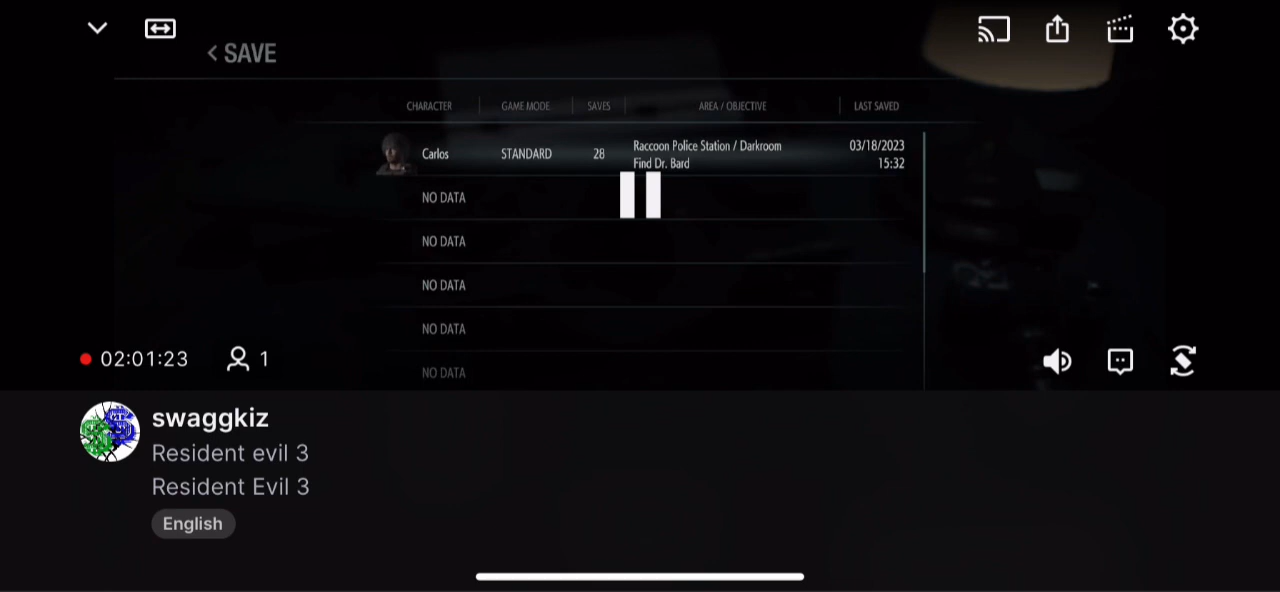 < SAVE
CHARACTER GAME MODE SAVES AREA / OBJECTIVE LAST SAVED
Carlos STANDARD 28 Raccoon Police Station / Darkroom 03/18/2023
Find Dr. Bard 15:32
NO DATA
NO DATA
NO DATA
NO DATA
NO DATA
02:01:23 1
swaggkiz
Resident evil 3
Resident Evil 3
English